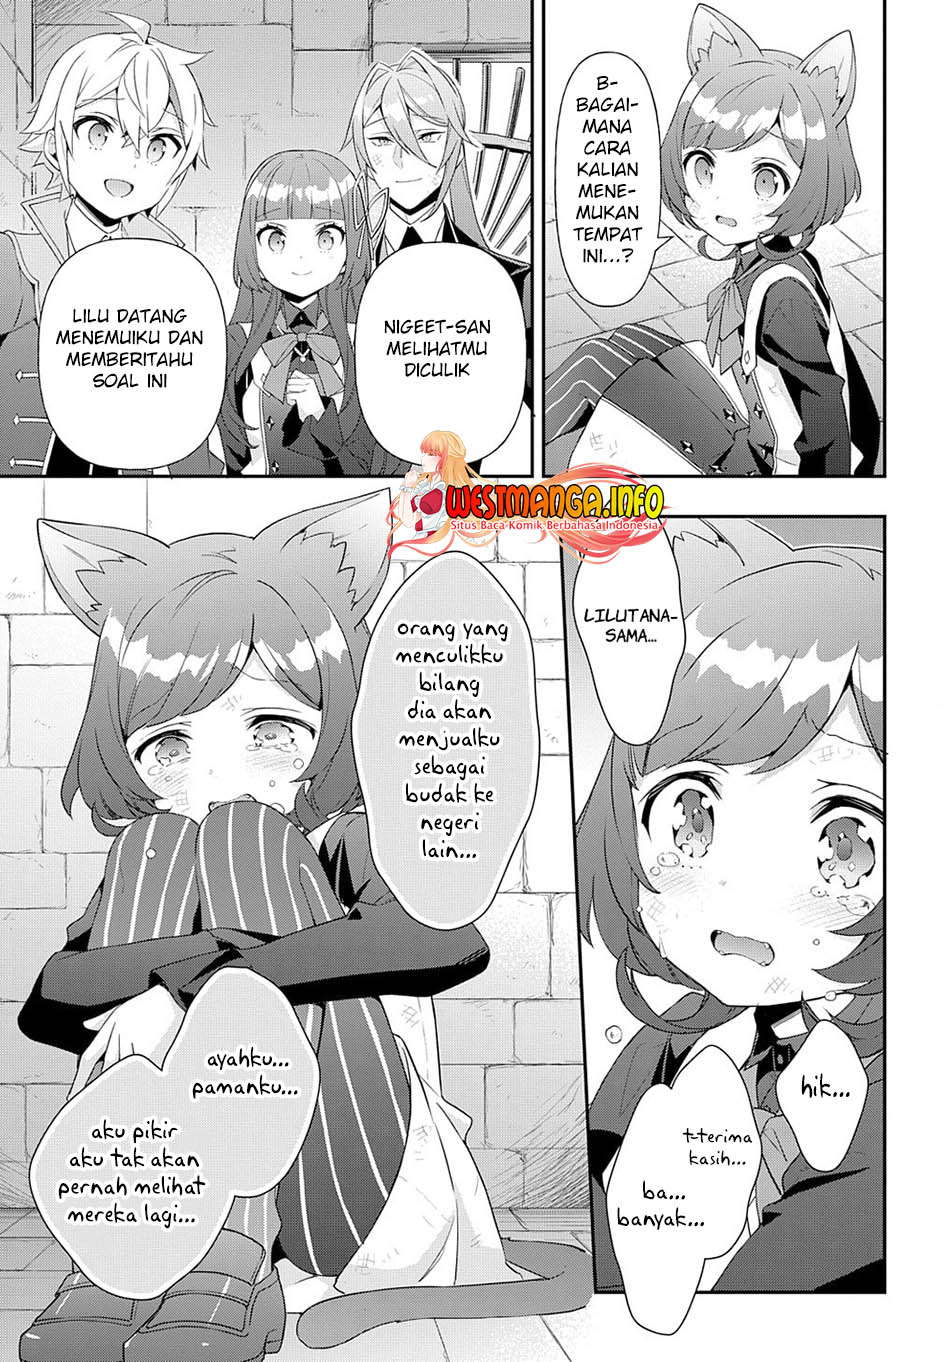 B-
BAGAI-
MANA
CARA
KALIAN
MENE-
MUKAN
TEMPAT
INI...?
NIGEET-SAN
MELIHATMU
DICULIK
LILU DATANG
MENEMUIKU DAN
MEMBERITAHU
SOAL INI
WESTMANGA.INFO
Situs Baca Komik Berbahasa Indonesia
LILUTANA-
SAMA...
hik...
t-terima
kasih...
ba...
banyak...
orang yang
menculikku
bilang
dia akan
menjualku
sebagai
budak ke
negeri
lain...
ayahku...
pamanku...
aku pikir
aku tak akan
pernah melihat
mereka lagi...